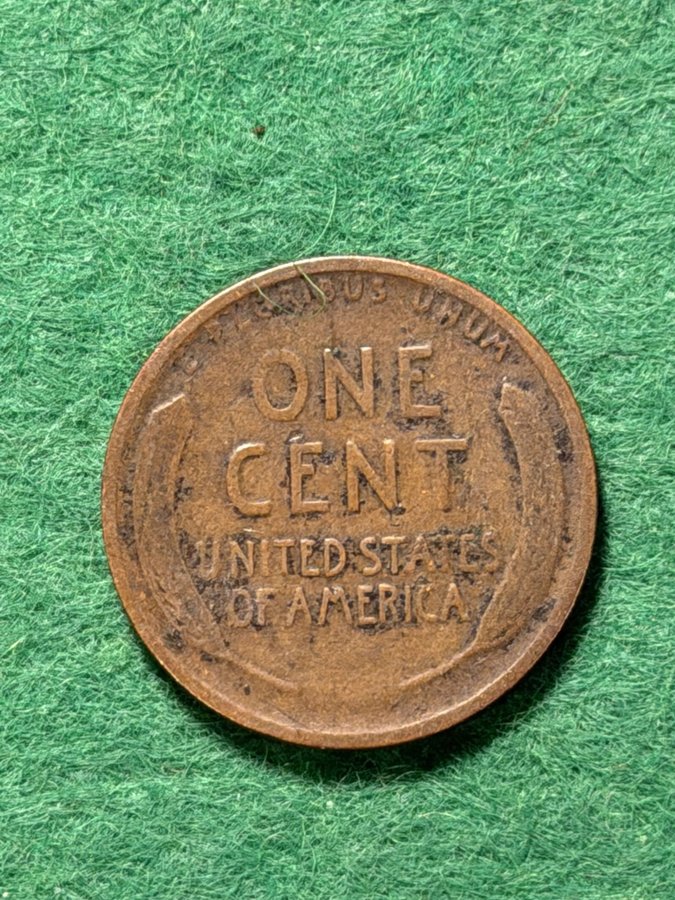 E PLURIBUS UNUM
ONE
CENT
UNITED STATES
OF AMERICA